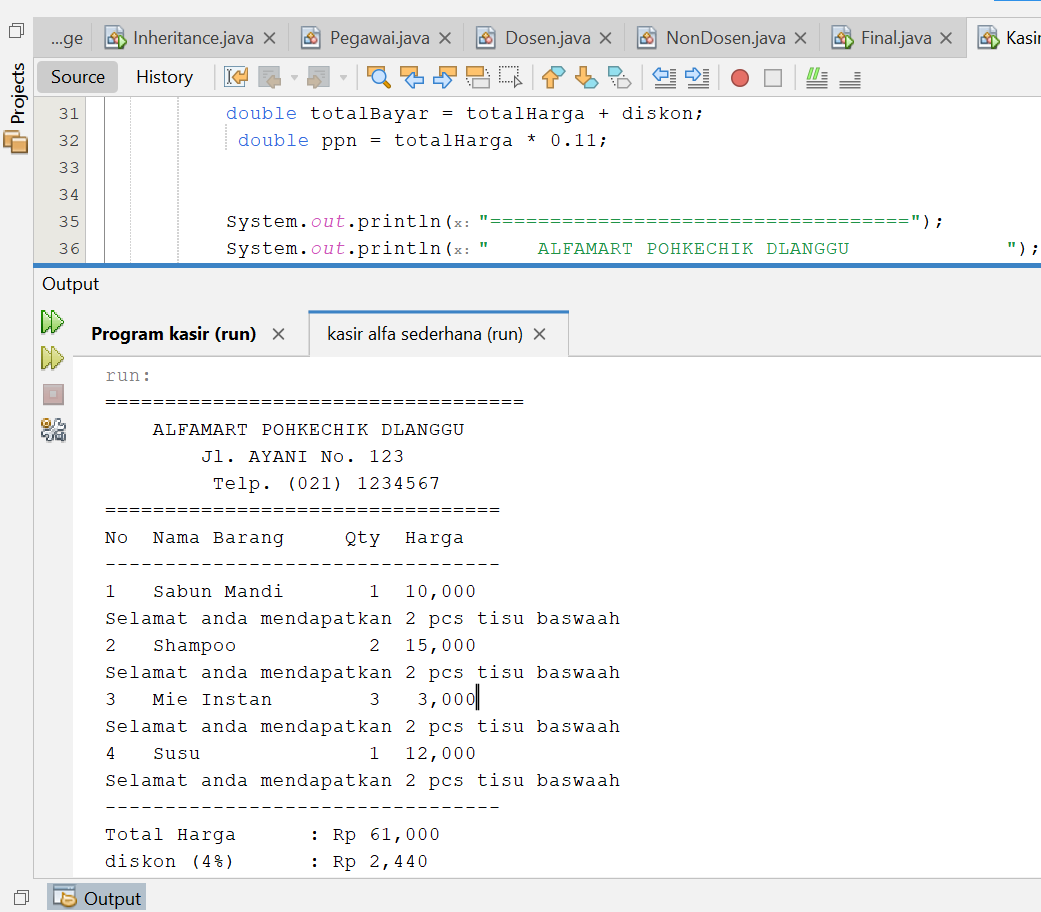 Projects
...ge Inheritance.java Pegawai.java Dosen.java NonDosen.java Final.java Kasir
Source History
31 double totalBayar = totalHarga + diskon;
32 double ppn = totalHarga * 0.11;
33
34
35 System.out.println(x: "===================================");
36 System.out.println(x: "    ALFAMART POHKECHIK DLANGGU             ");
Output
Program kasir (run) kasir alfa sederhana (run)
run:
===================================
ALFAMART POHKECHIK DLANGGU
Jl. AYANI No. 123
Telp. (021) 1234567
=================================
No  Nama Barang     Qty  Harga
---------------------------------
1   Sabun Mandi       1  10,000
Selamat anda mendapatkan 2 pcs tisu baswaah
2   Shampoo           2  15,000
Selamat anda mendapatkan 2 pcs tisu baswaah
3   Mie Instan        3   3,000
Selamat anda mendapatkan 2 pcs tisu baswaah
4   Susu              1  12,000
Selamat anda mendapatkan 2 pcs tisu baswaah
---------------------------------
Total Harga      : Rp 61,000
diskon (4%)      : Rp 2,440
Output